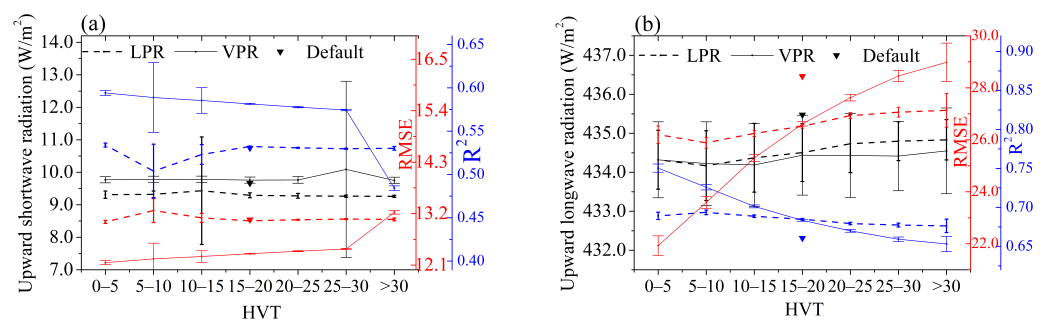 (a)
Upward shortwave radiation (W/m²)
14.0
13.0
12.0
11.0
10.0
9.0
8.0
7.0
LPR VPR Default
0–5 5–10 10–15 15–20 20–25 25–30 >30
HVT
16.5
15.4
14.3
13.2
12.1
RMSE
0.65
0.60
0.55
0.50
0.45
0.40
R²
(b)
Upward longwave radiation (W/m²)
437.0
436.0
435.0
434.0
433.0
432.0
LPR VPR Default
0–5 5–10 10–15 15–20 20–25 25–30 >30
HVT
30.0
28.0
26.0
24.0
22.0
RMSE
0.90
0.85
0.80
0.75
0.70
0.65
R²